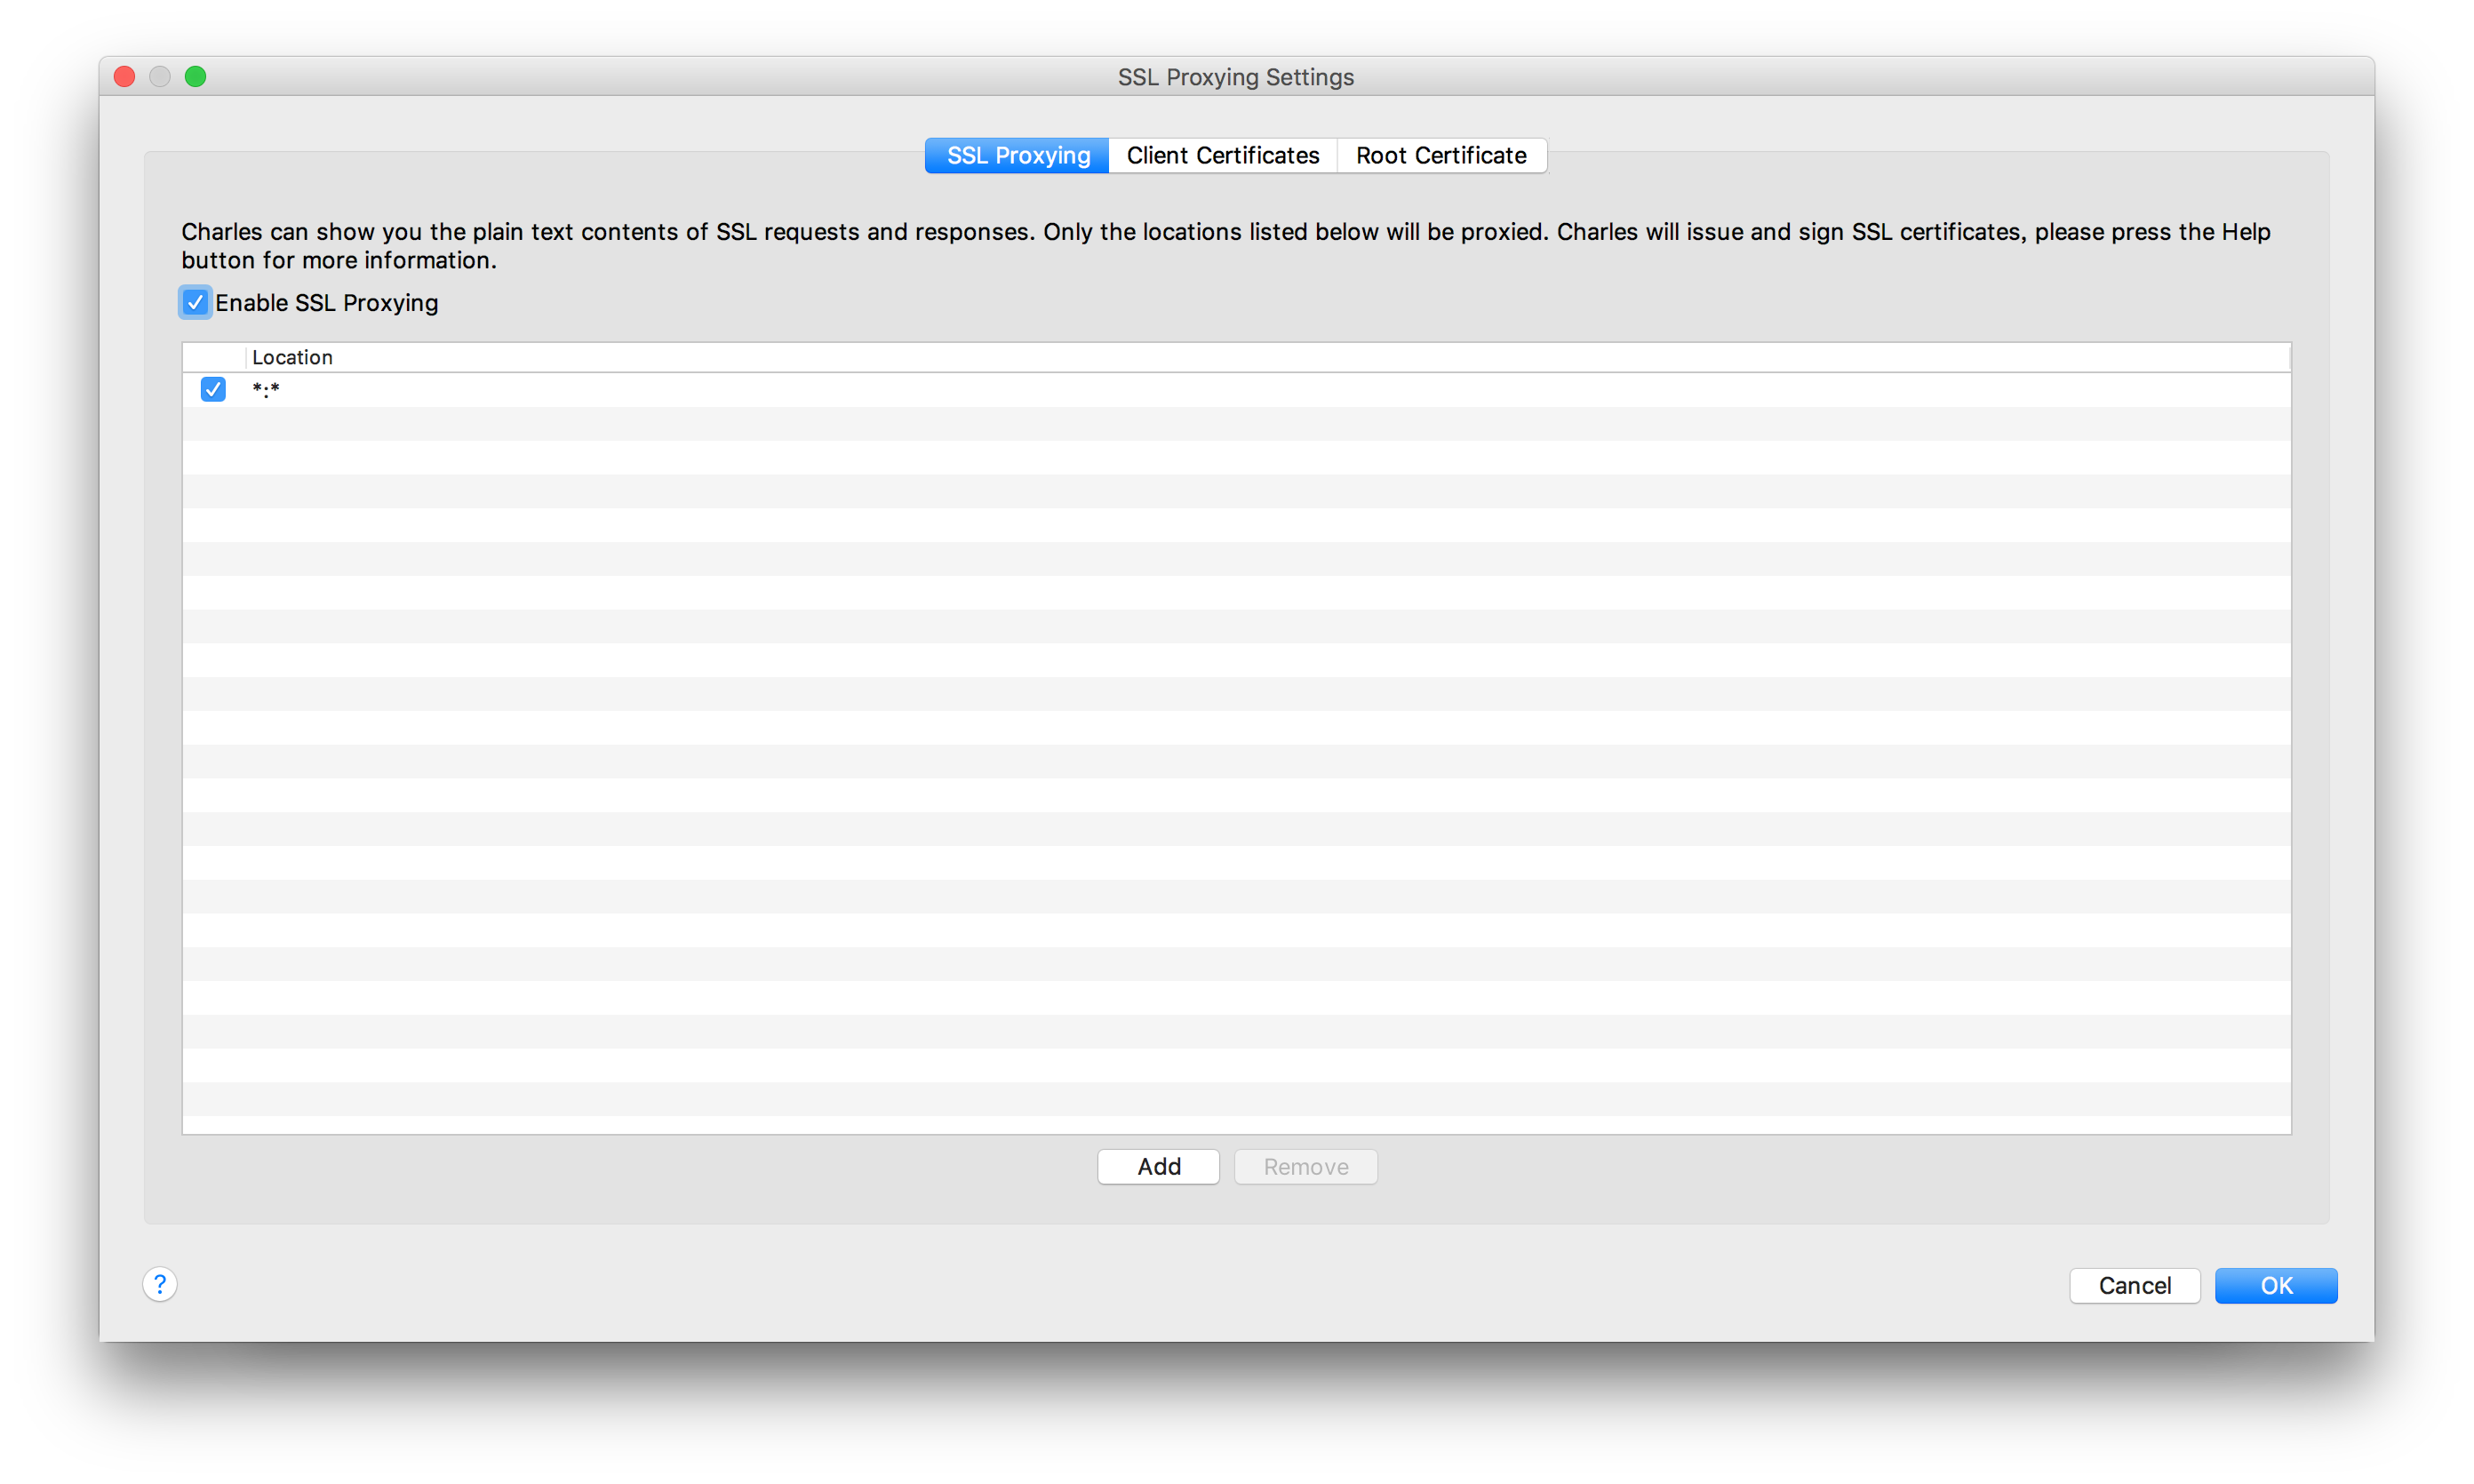 SSL Proxying Settings
SSL Proxying Client Certificates Root Certificate
Charles can show you the plain text contents of SSL requests and responses. Only the locations listed below will be proxied. Charles will issue and sign SSL certificates, please press the Help
button for more information.
Enable SSL Proxying
Location
*:*
Add Remove
? Cancel OK